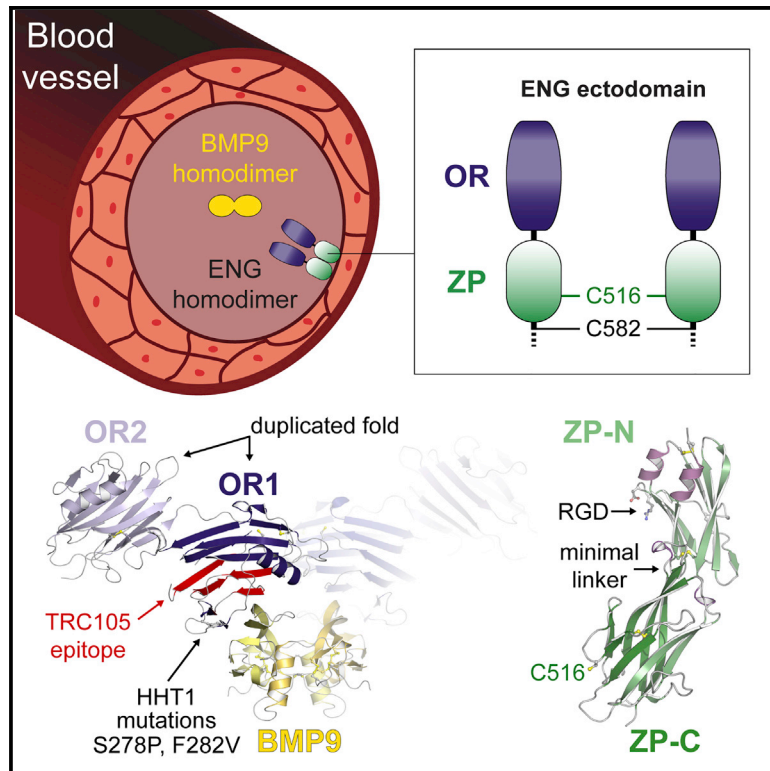 Blood
vessel
BMP9
homodimer
ENG
homodimer
ENG ectodomain
OR
ZP
C516
C582
OR2
duplicated fold
OR1
TRC105
epitope
HHT1
mutations
S278P, F282V
BMP9
ZP-N
RGD
minimal
linker
C516
ZP-C